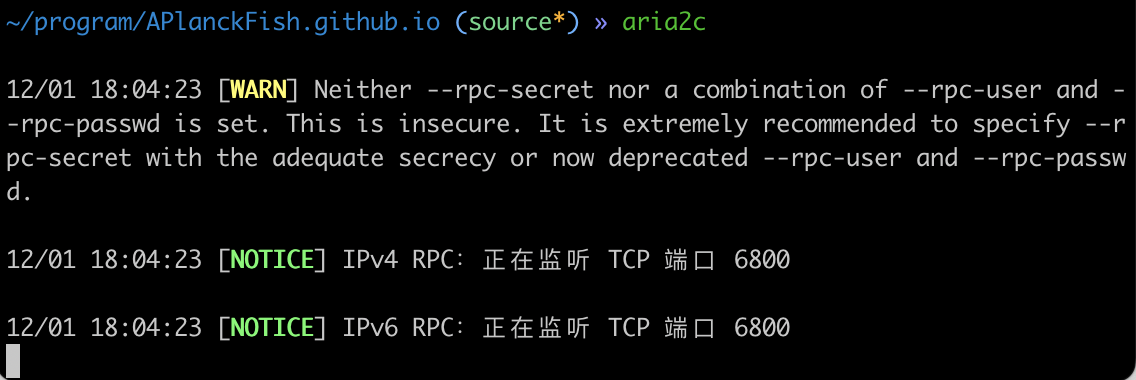 ~/program/APlanckFish.github.io (source*) » aria2c
12/01 18:04:23 [WARN] Neither --rpc-secret nor a combination of --rpc-user and -
-rpc-passwd is set. This is insecure. It is extremely recommended to specify --r
pc-secret with the adequate secrecy or now deprecated --rpc-user and --rpc-passw
d.
12/01 18:04:23 [NOTICE] IPv4 RPC: 正在监听 TCP 端口 6800
12/01 18:04:23 [NOTICE] IPv6 RPC: 正在监听 TCP 端口 6800